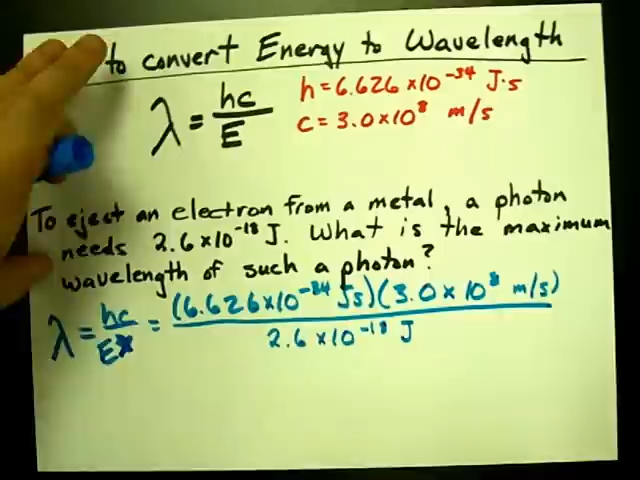 to convert Energy to Wavelength
λ = hc/E
h = 6.626 × 10⁻³⁴ J·s
c = 3.0 × 10⁸ m/s
To eject an electron from a metal, a photon
needs 2.6 × 10⁻¹⁸ J. What is the maximum
wavelength of such a photon?
λ = hc/E = (6.626 × 10⁻³⁴ Js)(3.0 × 10⁸ m/s)
2.6 × 10⁻¹⁸ J